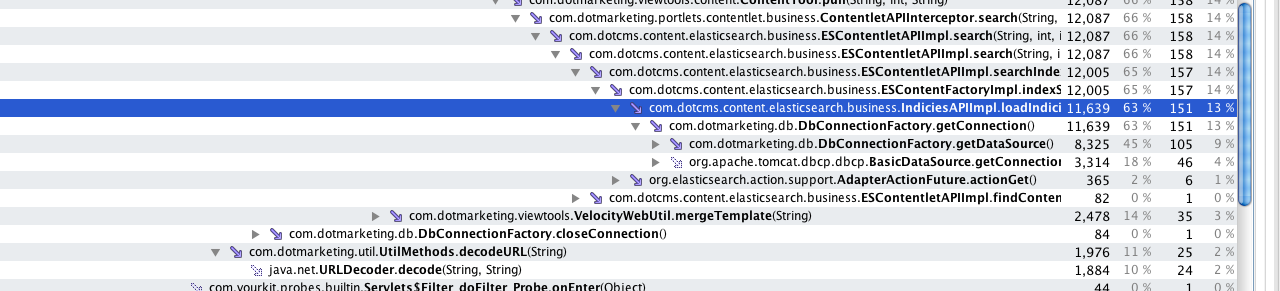 com.dotmarketing.viewtools.ContentTool.pull(String, int, String) 12,087 66 % 158 14 %
com.dotmarketing.portlets.contentlet.business.ContentletAPIInterceptor.search(String, 12,087 66 % 158 14 %
com.dotcms.content.elasticsearch.business.ESContentletAPIImpl.search(String, int, i 12,087 66 % 158 14 %
com.dotcms.content.elasticsearch.business.ESContentletAPIImpl.search(String, i 12,087 66 % 158 14 %
com.dotcms.content.elasticsearch.business.ESContentletAPIImpl.searchInde 12,005 65 % 157 14 %
com.dotcms.content.elasticsearch.business.ESContentFactoryImpl.indexS 12,005 65 % 157 14 %
com.dotcms.content.elasticsearch.business.IndiciesAPIImpl.loadIndici 11,639 63 % 151 13 %
com.dotmarketing.db.DbConnectionFactory.getConnection() 11,639 63 % 151 13 %
com.dotmarketing.db.DbConnectionFactory.getDataSource() 8,325 45 % 105 9 %
org.apache.tomcat.dbcp.dbcp.BasicDataSource.getConnection 3,314 18 % 46 4 %
org.elasticsearch.action.support.AdapterActionFuture.actionGet() 365 2 % 6 1 %
com.dotcms.content.elasticsearch.business.ESContentletAPIImpl.findConten 82 0 % 1 0 %
com.dotmarketing.viewtools.VelocityWebUtil.mergeTemplate(String) 2,478 14 % 35 3 %
com.dotmarketing.db.DbConnectionFactory.closeConnection() 84 0 % 1 0 %
com.dotmarketing.util.UtilMethods.decodeURL(String) 1,976 11 % 25 2 %
java.net.URLDecoder.decode(String, String) 1,884 10 % 24 2 %
com.yourkit.probes.builtin.Servlets$Filter_doFilter_Probe.onEnter(Object) 44 0 % 1 0 %